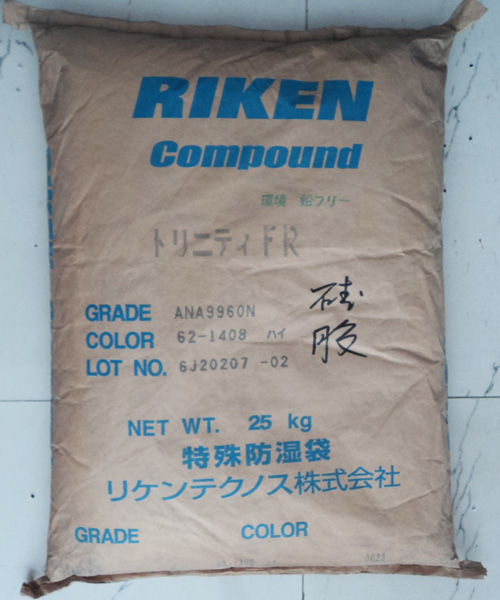 RIKEN
Compound
環境 鉛フリー
トリニティFR
GRADE ANA9960N
COLOR 62-1408 ハイ
LOT NO. 6J20207 -02
硅
胶
NET WT. 25 kg
特殊防湿袋
リケンテクノス株式会社
GRADE COLOR